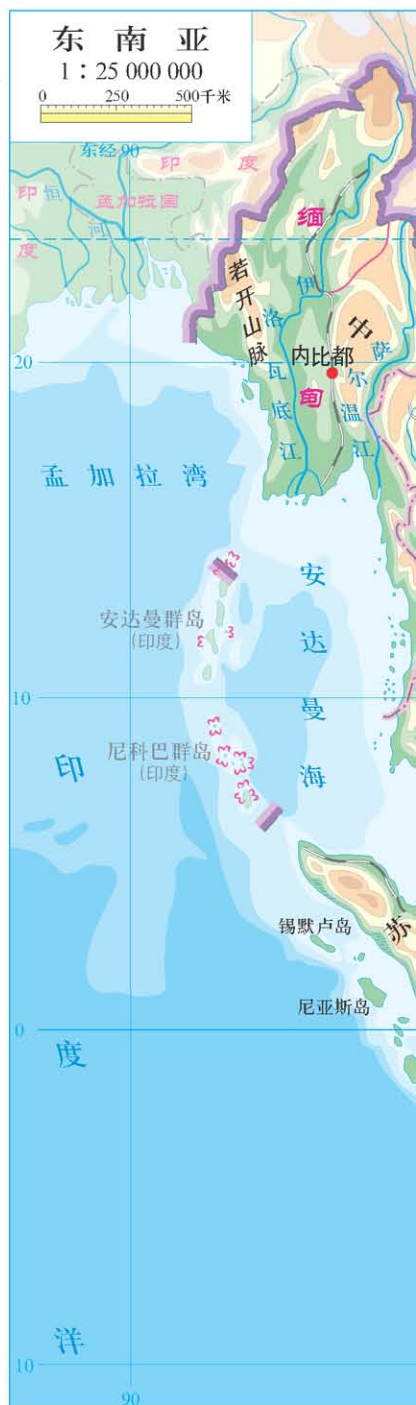 东南亚
1：25 000 000
0 250 500千米
东经90
印度
印度
恒河
孟加拉国
缅甸
若开山脉
伊洛瓦底江
中
萨尔温江
内比都
20
孟加拉湾
安达曼海
安达曼群岛
(印度)
10
尼科巴群岛
(印度)
印度洋
苏
锡默卢岛
尼亚斯岛
0
10
90